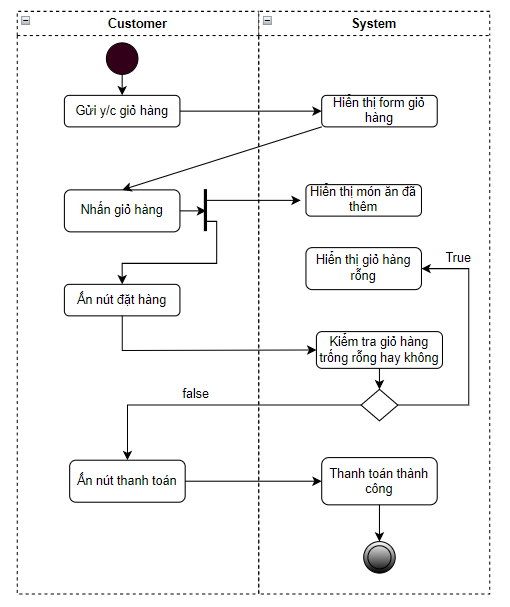 Customer
System
Gửi y/c giỏ hàng
Hiển thị form giỏ
hàng
Nhấn giỏ hàng
Hiển thị món ăn đã
thêm
Hiển thị giỏ hàng
rỗng
True
Ấn nút đặt hàng
Kiểm tra giỏ hàng
trống rỗng hay không
false
Ấn nút thanh toán
Thanh toán thành
công